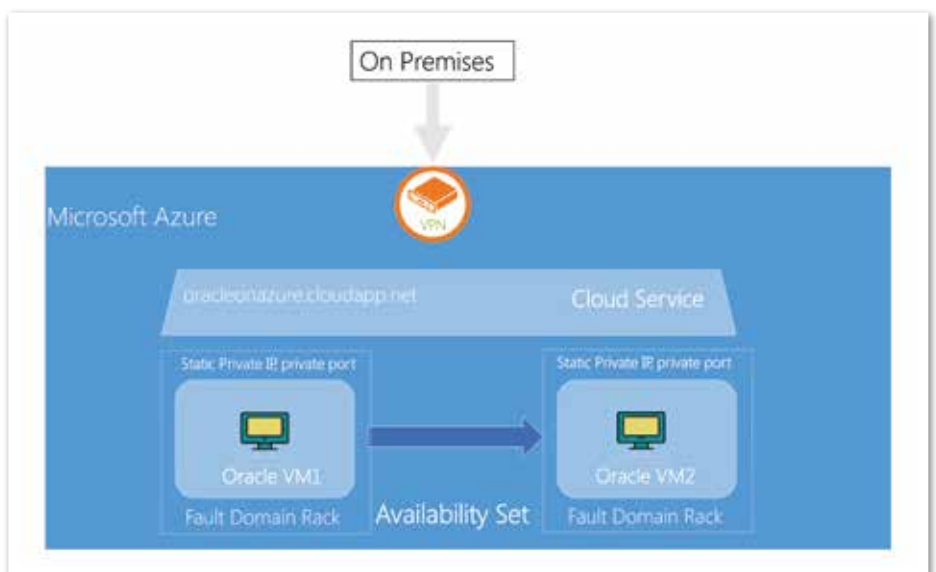 On Premises
Microsoft Azure
VPN
oracleonazure.cloudapp.net
Cloud Service
Static Private IP, private port
Static Private IP, private port
Oracle VM1
Oracle VM2
Fault Domain Rack
Availability Set
Fault Domain Rack